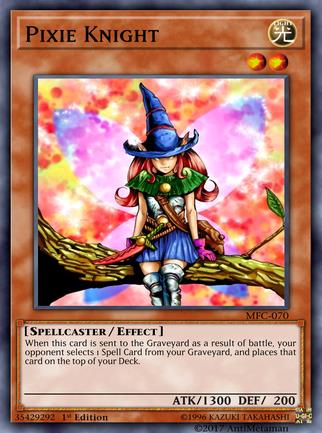 PIXIE KNIGHT
LIGHT
光
MFC-070
[SPELLCASTER / EFFECT]
When this card is sent to the Graveyard as a result of battle, your
opponent selects 1 Spell Card from your Graveyard, and places that
card on the top of your Deck.
ATK/1300 DEF/ 200
35429292 1st Edition ©1996 KAZUKI TAKAHASHI
©2017 AntiMetaman